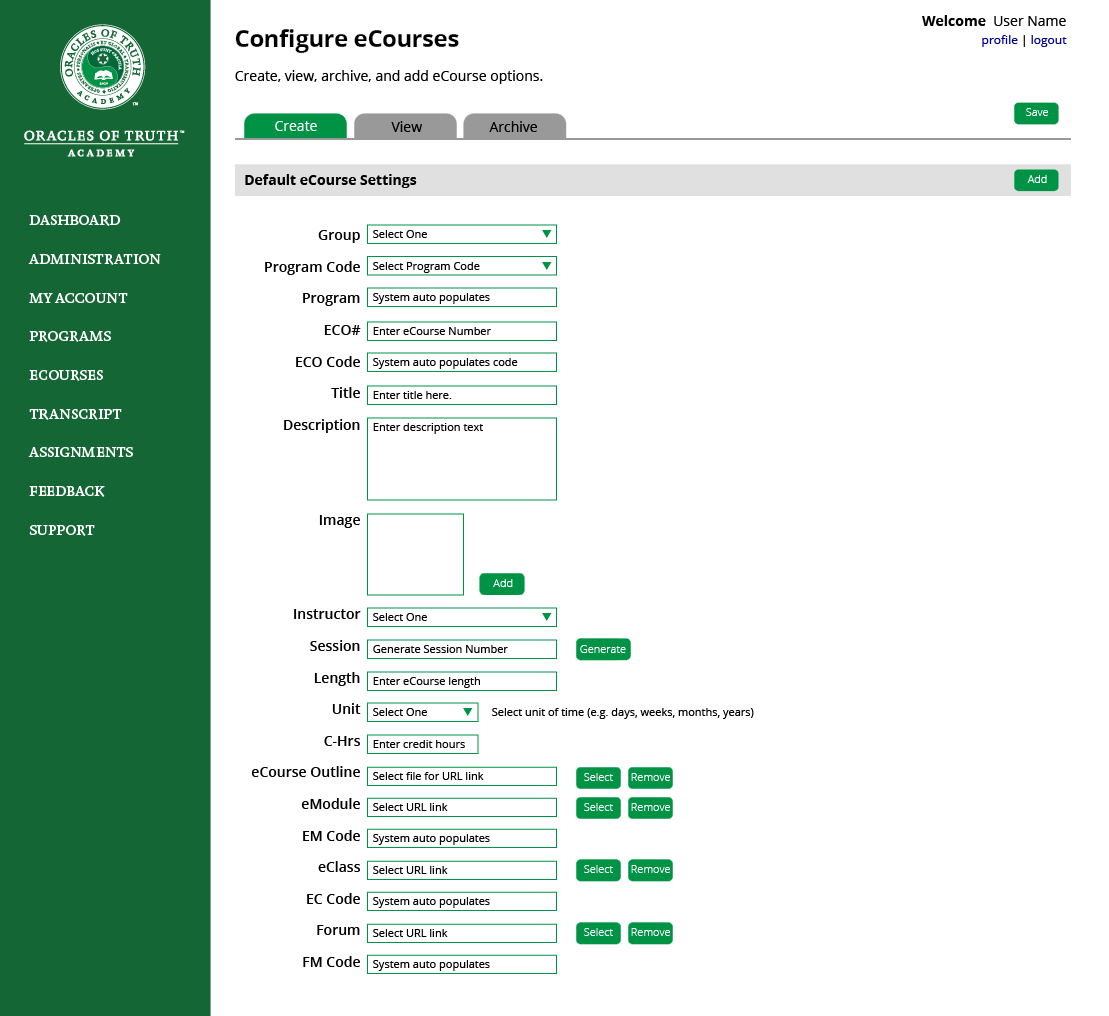 Welcome User Name
profile | logout
ORACLES OF TRUTH
ACADEMY
ORACLES OF TRUTH™
ACADEMY
DASHBOARD
ADMINISTRATION
MY ACCOUNT
PROGRAMS
ECOURSES
TRANSCRIPT
ASSIGNMENTS
FEEDBACK
SUPPORT
Configure eCourses
Create, view, archive, and add eCourse options.
Create View Archive Save
Default eCourse Settings Add
Group Select One
Program Code Select Program Code
Program System auto populates
ECO# Enter eCourse Number
ECO Code System auto populates code
Title Enter title here.
Description Enter description text
Image Add
Instructor Select One
Session Generate Session Number Generate
Length Enter eCourse length
Unit Select One Select unit of time (e.g. days, weeks, months, years)
C-Hrs Enter credit hours
eCourse Outline Select file for URL link Select Remove
eModule Select URL link Select Remove
EM Code System auto populates
eClass Select URL link Select Remove
EC Code System auto populates
Forum Select URL link Select Remove
FM Code System auto populates